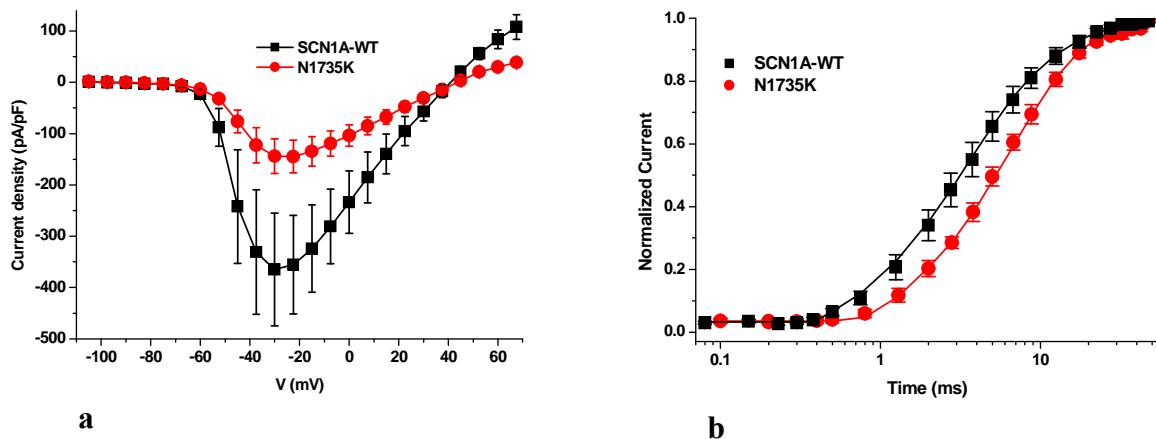 SCN1A-WT
N1735K
100
0
-100
-200
-300
-400
-500
Current density (pA/pF)
-100 -80 -60 -40 -20 0 20 40 60
V (mV)
a
SCN1A-WT
N1735K
1.0
0.8
0.6
0.4
0.2
0.0
Normalized Current
0.1 1 10
Time (ms)
b